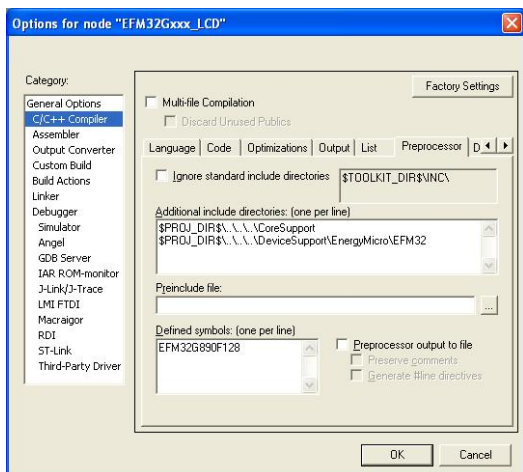 Options for node "EFM32Gxxx_LCD"
Category:
General Options
C/C++ Compiler
Assembler
Output Converter
Custom Build
Build Actions
Linker
Debugger
Simulator
Angel
GDB Server
IAR ROM-monitor
J-Link/J-Trace
LMI FTDI
Macraigor
RDI
ST-Link
Third-Party Driver
Factory Settings
Multi-file Compilation
Discard Unused Publics
Language Code Optimizations Output List Preprocessor D
Ignore standard include directories $TOOLKIT_DIR$\INC\
Additional include directories: (one per line)
$PROJ_DIR$\..\..\..\CoreSupport
$PROJ_DIR$\..\..\..\DeviceSupport\EnergyMicro\EFM32
Preinclude file:
...
Defined symbols: (one per line)
EFM32G890F128
Preprocessor output to file
Preserve comments
Generate #line directives
OK Cancel